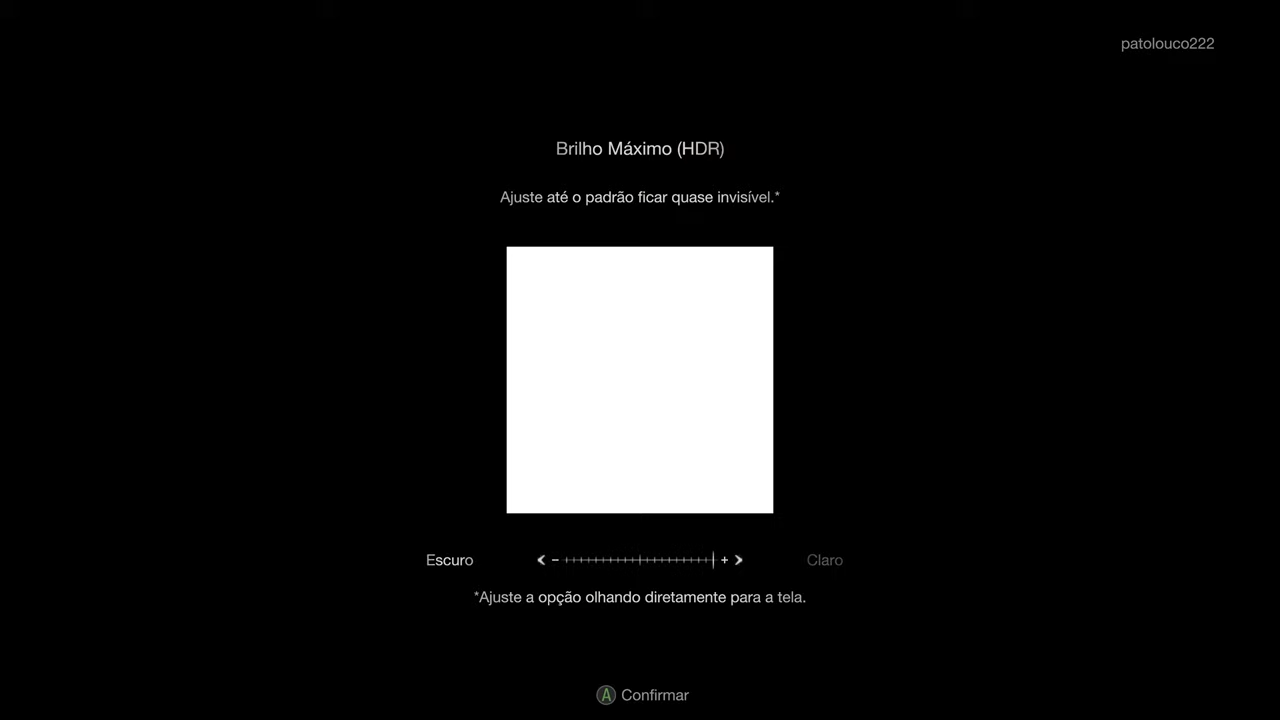 patolouco222
Brilho Máximo (HDR)
Ajuste até o padrão ficar quase invisível.*
Escuro - + Claro
*Ajuste a opção olhando diretamente para a tela.
A Confirmar